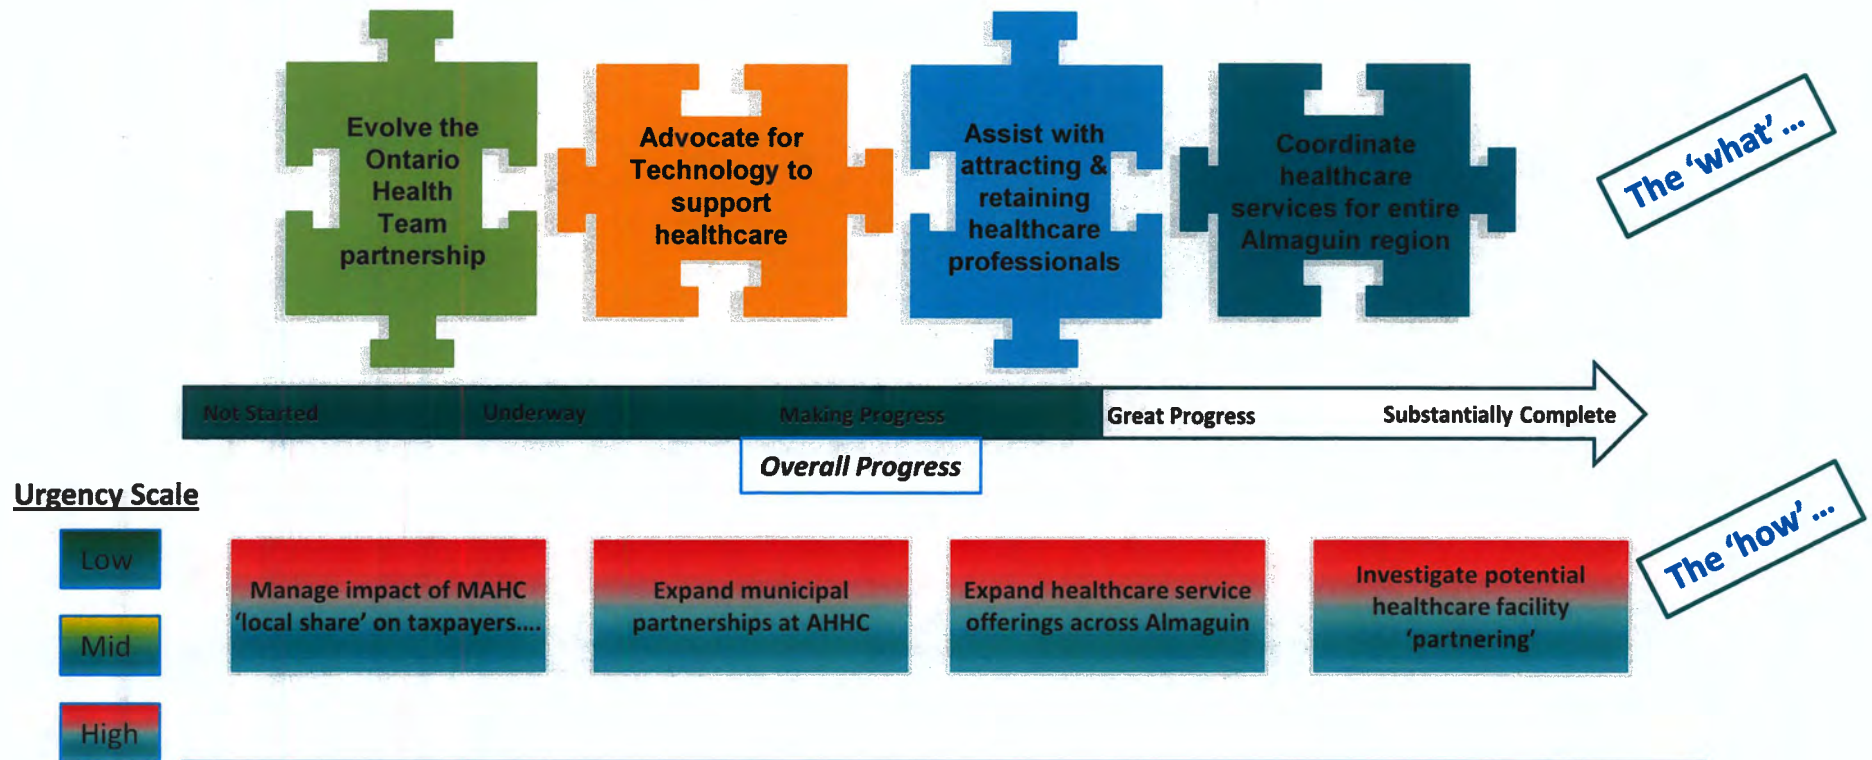 Evolve the
Ontario
Health
Team
partnership
Advocate for
Technology to
support
healthcare
Assist with
attracting &
retaining
healthcare
professionals
Coordinate
healthcare
services for entire
Almaguin region
The 'what' ...
Not Started
Underway
Making Progress
Great Progress
Substantially Complete
Overall Progress
Urgency Scale
Low
Mid
High
Manage impact of MAHC
'local share' on taxpayers....
Expand municipal
partnerships at AHHC
Expand healthcare service
offerings across Almaguin
Investigate potential
healthcare facility
'partnering'
The 'how' ...